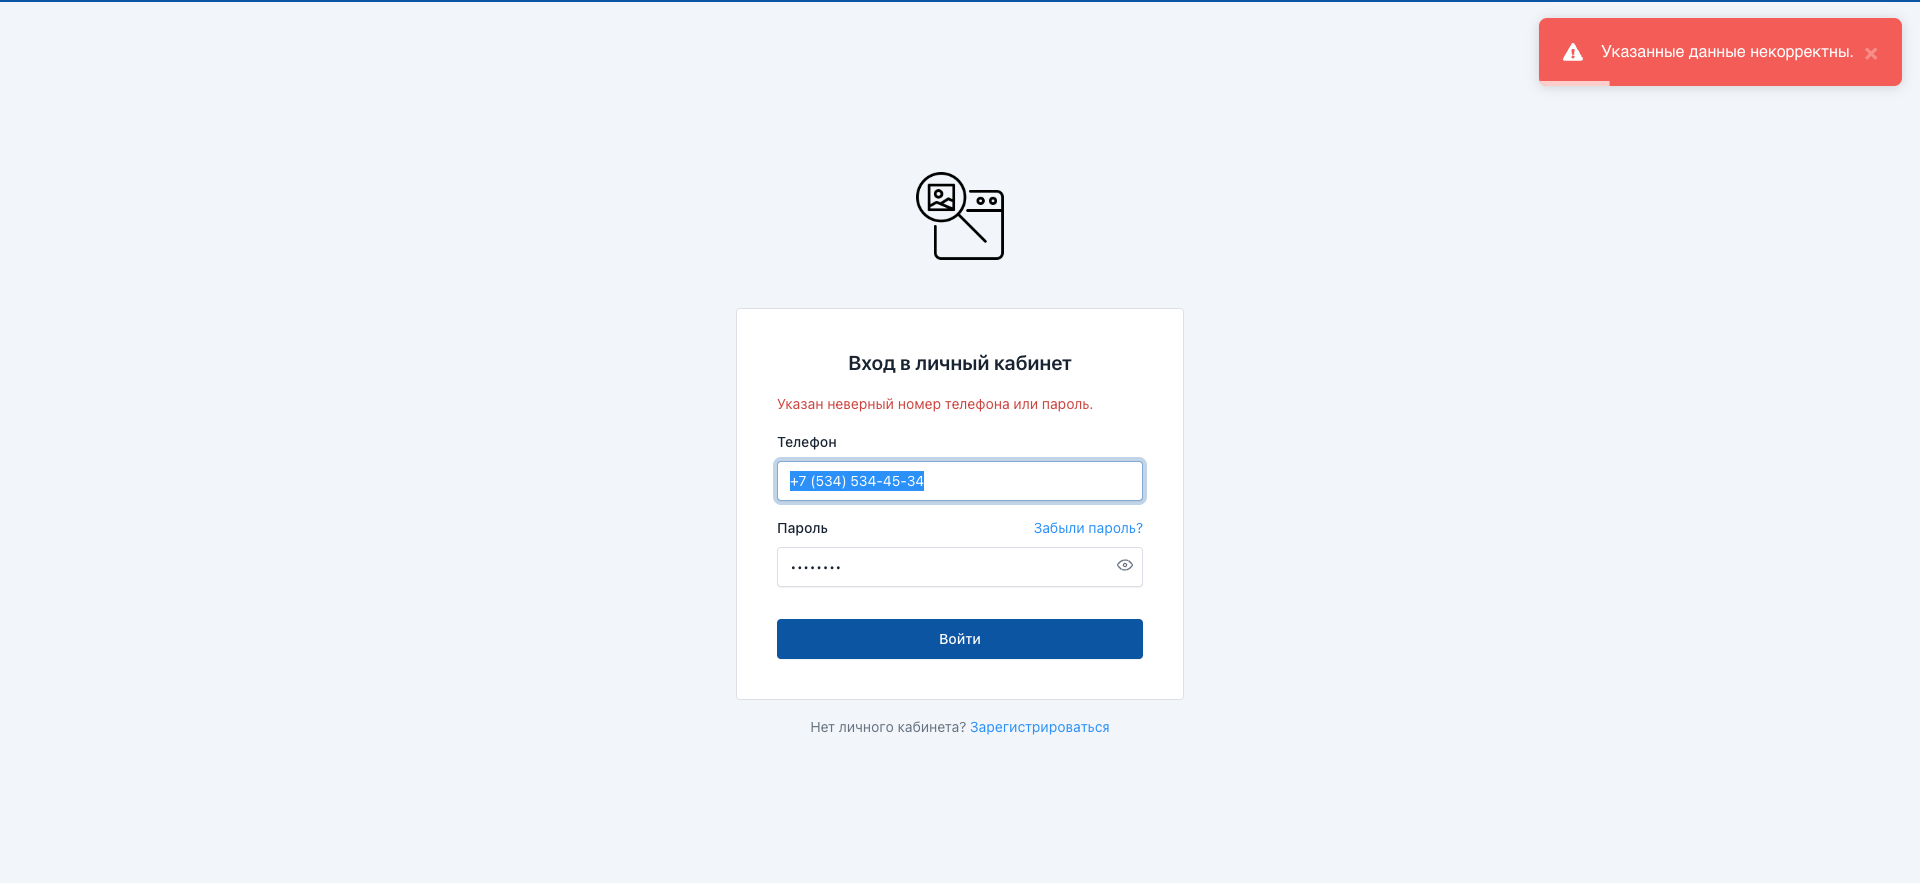 Указанные данные некорректны.
Вход в личный кабинет
Указан неверный номер телефона или пароль.
Телефон
+7 (534) 534-45-34
Пароль Забыли пароль?
••••••••
Войти
Нет личного кабинета? Зарегистрироваться